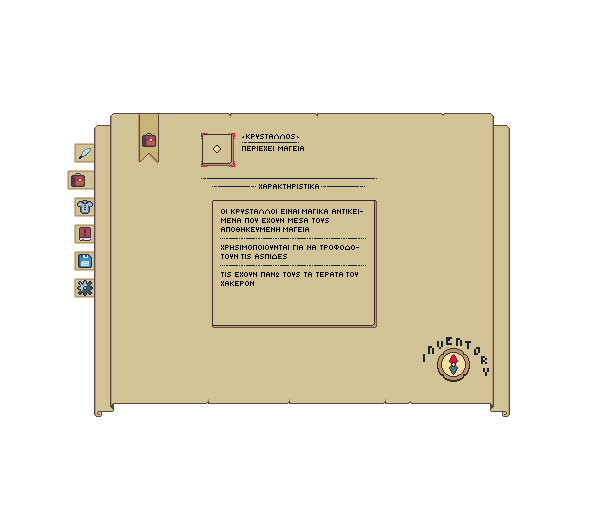 ·ΚΡΥΣΤΑΛΛΟΣ·
ΠΕΡΙΕΧΕΙ ΜΑΓΕΙΑ
ΧΑΡΑΚΤΗΡΙΣΤΙΚΑ
ΟΙ ΚΡΥΣΤΑΛΛΟΙ ΕΙΝΑΙ ΜΑΓΙΚΑ ΑΝΤΙΚΕΙ-
ΜΕΝΑ ΠΟΥ ΕΧΟΥΝ ΜΕΣΑ ΤΟΥΣ
ΑΠΟΘΗΚΕΥΜΕΝΗ ΜΑΓΕΙΑ
ΧΡΗΣΙΜΟΠΟΙΟΥΝΤΑΙ ΓΙΑ ΝΑ ΤΡΟΦΟΔΟ-
ΤΟΥΝ ΤΙΣ ΑΣΠΙΔΕΣ
ΤΙΣ ΕΧΟΥΝ ΠΑΝΩ ΤΟΥΣ ΤΑ ΤΕΡΑΤΑ ΤΟΥ
ΧΑΚΕΡΟΝ
INVENTORY